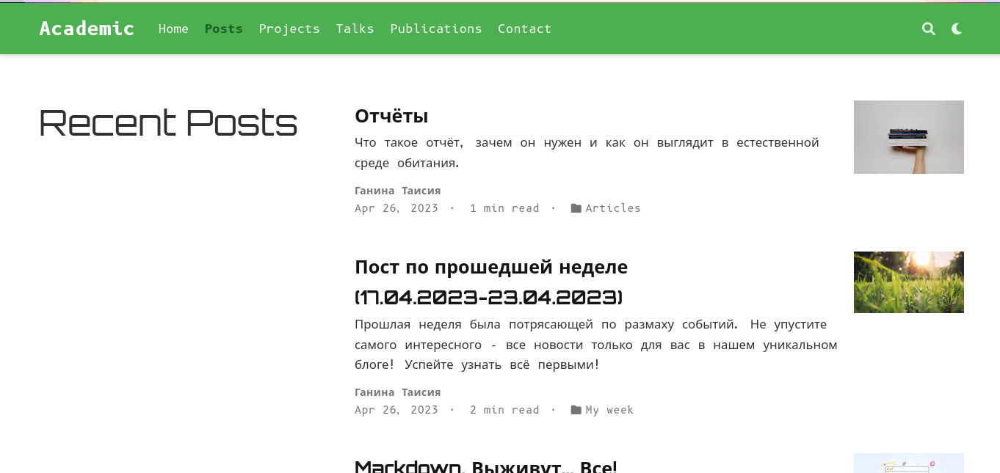 Academic Home Posts Projects Talks Publications Contact
Recent Posts
Отчёты
Что такое отчёт, зачем он нужен и как он выглядит в естественной
среде обитания.
Ганина Таисия
Apr 26, 2023 · 1 min read · Articles
Пост по прошедшей неделе
(17.04.2023-23.04.2023)
Прошлая неделя была потрясающей по размаху событий. Не упустите
самого интересного - все новости только для вас в нашем уникальном
блоге! Успейте узнать всё первыми!
Ганина Таисия
Apr 26, 2023 · 2 min read · My week
Markdown. Выживут... Все!